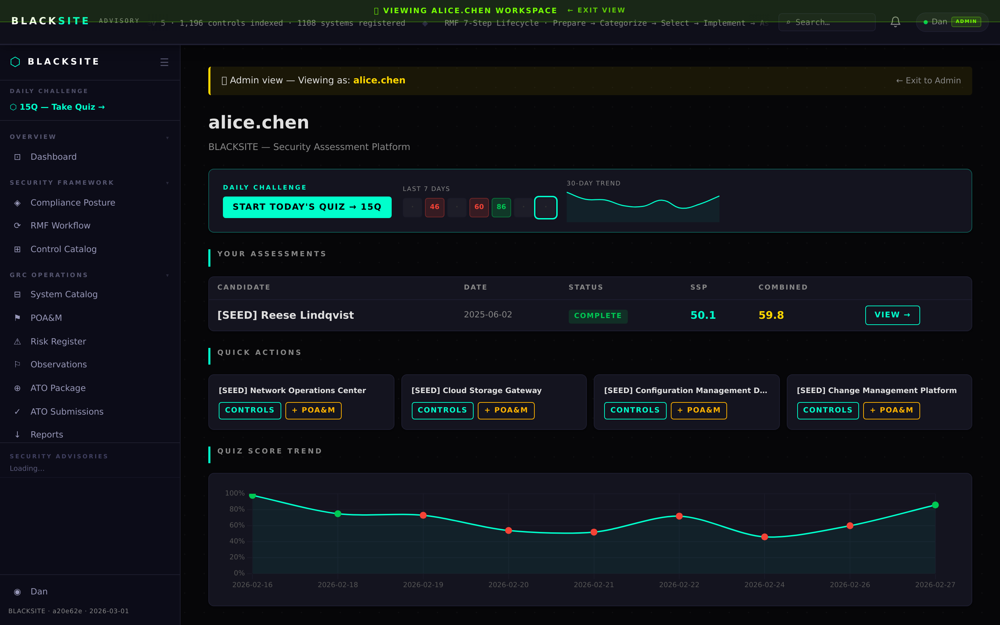 VIEWING ALICE.CHEN WORKSPACE ← EXIT VIEW
BLACKSITE ADVISORY
5 · 1,196 controls indexed · 1108 systems registered ◆ RMF 7-Step Lifecycle · Prepare → Categorize → Select → Implement →
Search…
Dan ADMIN
BLACKSITE
DAILY CHALLENGE
15Q — Take Quiz →
OVERVIEW
Dashboard
SECURITY FRAMEWORK
Compliance Posture
RMF Workflow
Control Catalog
GRC OPERATIONS
System Catalog
POA&M
Risk Register
Observations
ATO Package
ATO Submissions
Reports
SECURITY ADVISORIES
Loading…
Dan
BLACKSITE · a20e62e · 2026-03-01
Admin view — Viewing as: alice.chen
← Exit to Admin
alice.chen
BLACKSITE — Security Assessment Platform
DAILY CHALLENGE
START TODAY'S QUIZ → 15Q
LAST 7 DAYS
· 46 · 60 86 · ·
30-DAY TREND
YOUR ASSESSMENTS
CANDIDATE DATE STATUS SSP COMBINED
[SEED] Reese Lindqvist 2025-06-02 COMPLETE 50.1 59.8 VIEW →
QUICK ACTIONS
[SEED] Network Operations Center
CONTROLS + POA&M
[SEED] Cloud Storage Gateway
CONTROLS + POA&M
[SEED] Configuration Management D…
CONTROLS + POA&M
[SEED] Change Management Platform
CONTROLS + POA&M
QUIZ SCORE TREND
100%
80%
60%
40%
20%
0%
2026-02-16 2026-02-18 2026-02-19 2026-02-20 2026-02-21 2026-02-22 2026-02-24 2026-02-26 2026-02-27